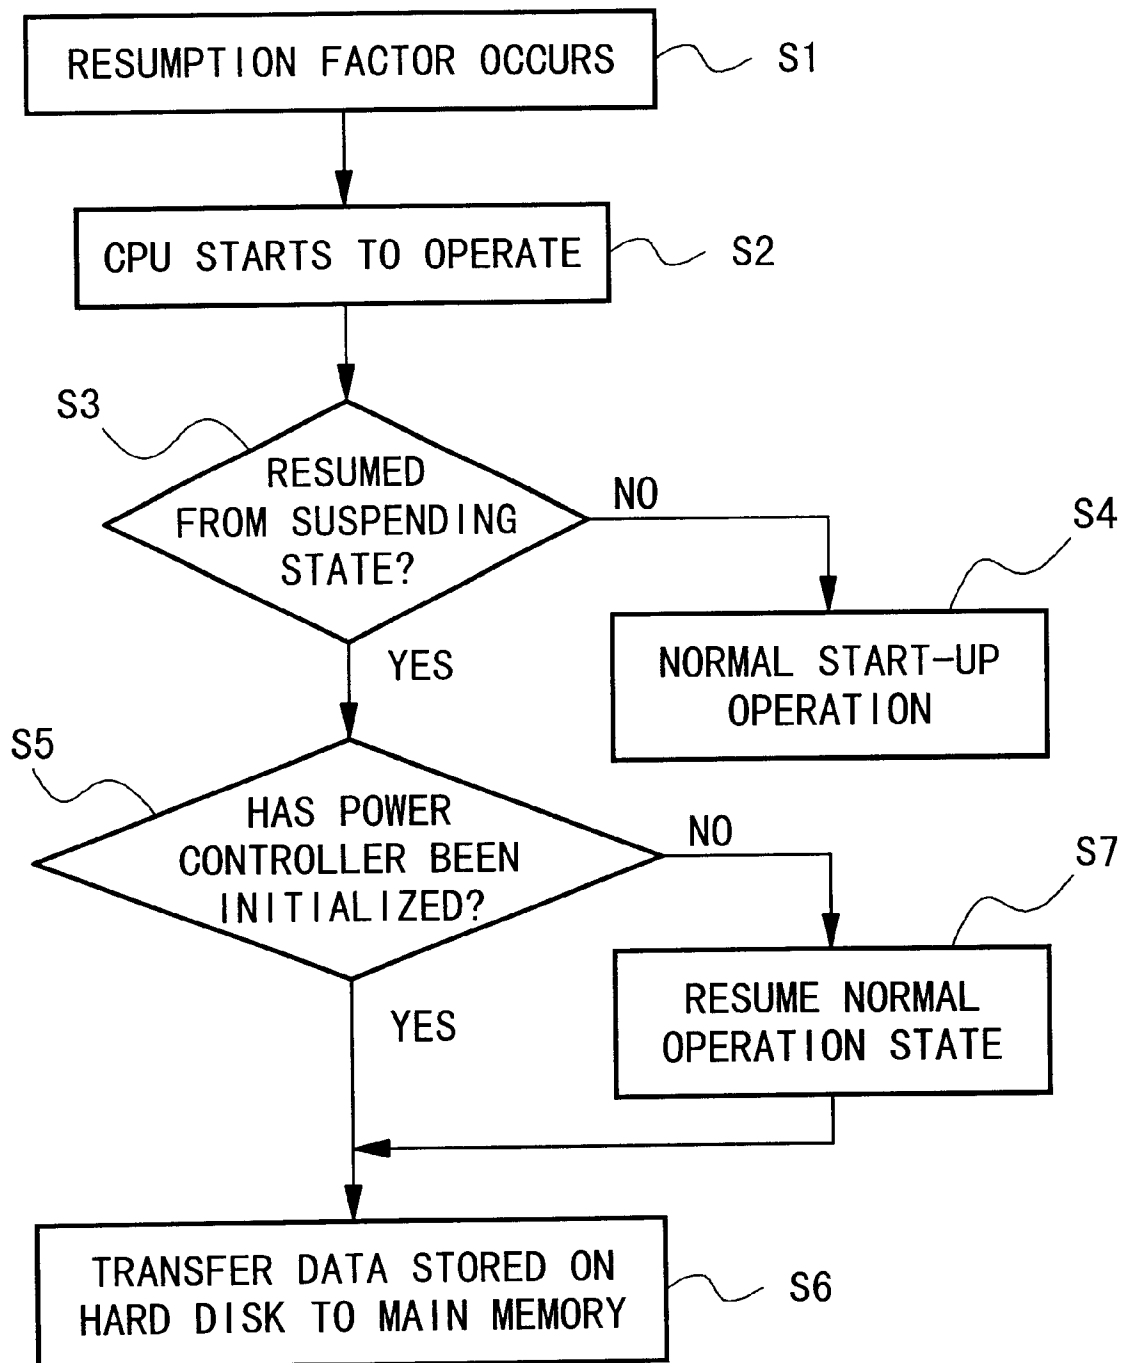 RESUMPTION FACTOR OCCURS
S1
CPU STARTS TO OPERATE
S2
S3
RESUMED
FROM SUSPENDING
STATE?
NO
YES
S4
NORMAL START-UP
OPERATION
S5
HAS POWER
CONTROLLER BEEN
INITIALIZED?
NO
YES
S7
RESUME NORMAL
OPERATION STATE
TRANSFER DATA STORED ON
HARD DISK TO MAIN MEMORY
S6